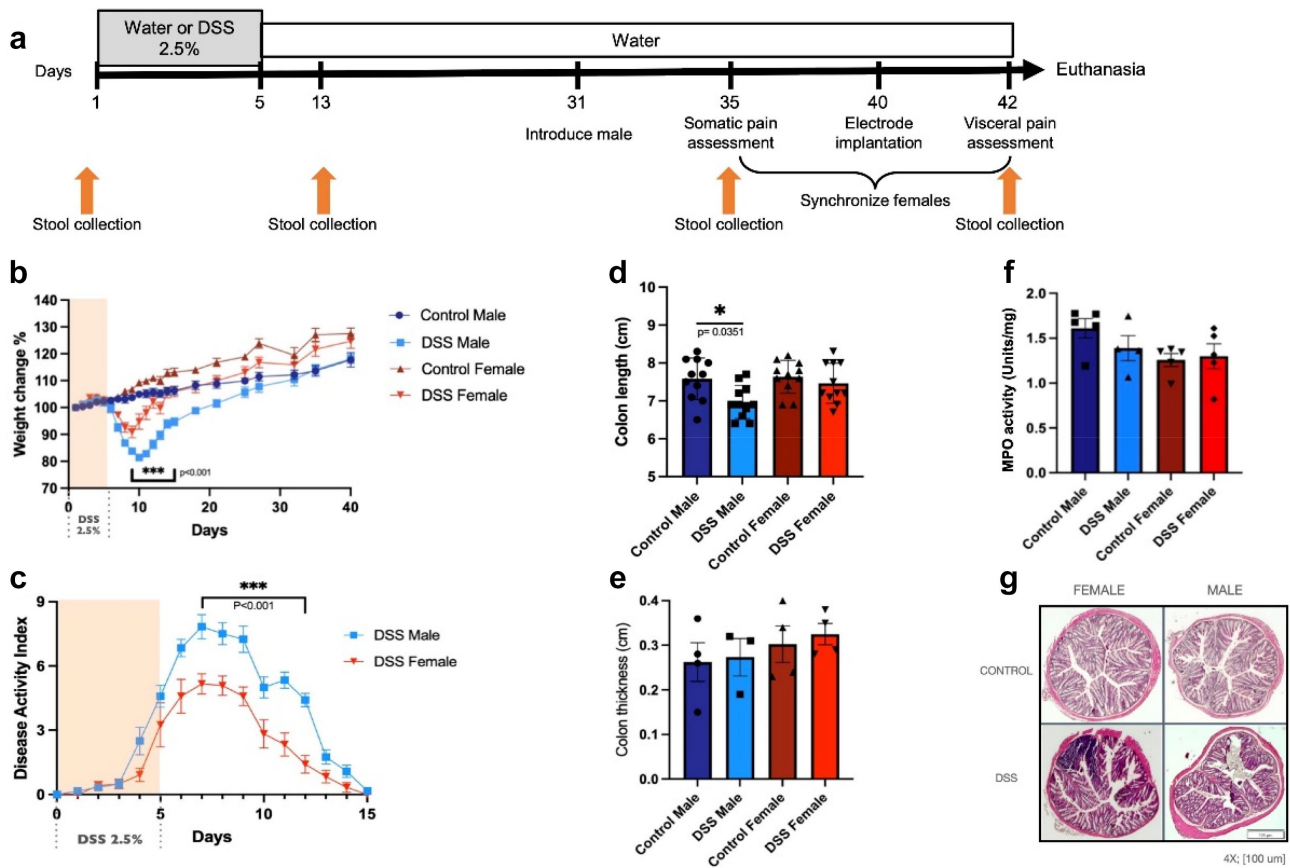 a
Water or DSS
2.5%
Water
Days
Euthanasia
1
5
13
31
35
40
42
Introduce male
Somatic pain
assessment
Electrode
implantation
Visceral pain
assessment
Synchronize females
Stool collection
Stool collection
Stool collection
Stool collection
b
Weight change %
140
130
120
110
100
90
80
70
0
10
20
30
40
Control Male
DSS Male
Control Female
DSS Female
***
p<0.001
DSS
2.5%
Days
c
Disease Activity Index
9
6
3
0
0
5
10
15
***
P<0.001
DSS Male
DSS Female
DSS 2.5%
Days
d
Colon length (cm)
10
9
8
7
6
5
*
p= 0.0351
Control Male
DSS Male
Control Female
DSS Female
e
Colon thickness (cm)
0.4
0.3
0.2
0.1
0.0
Control Male
DSS Male
Control Female
DSS Female
f
MPO activity (Units/mg)
2.0
1.5
1.0
0.5
0.0
Control Male
DSS Male
Control Female
DSS Female
g
FEMALE
MALE
CONTROL
DSS
4X; [100 um]